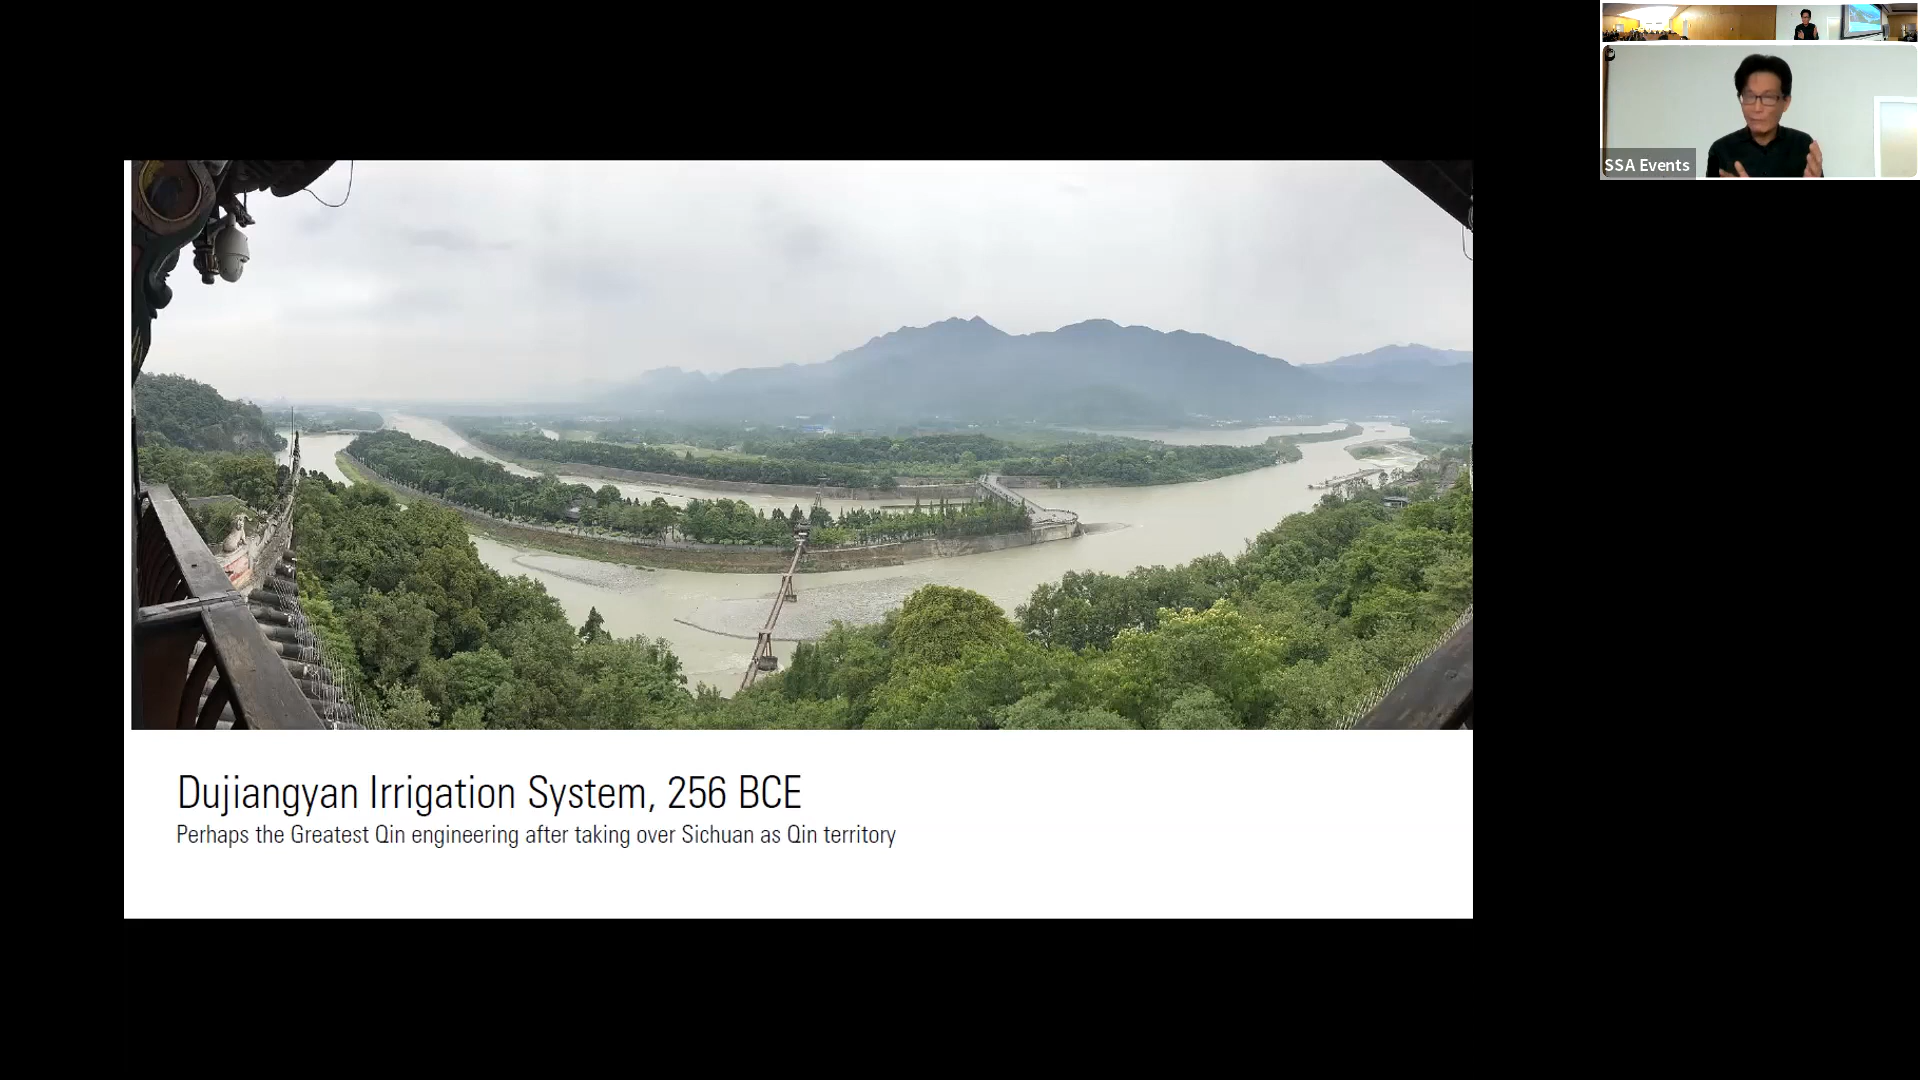 SSA Events
Dujiangyan Irrigation System, 256 BCE
Perhaps the Greatest Qin engineering after taking over Sichuan as Qin territory